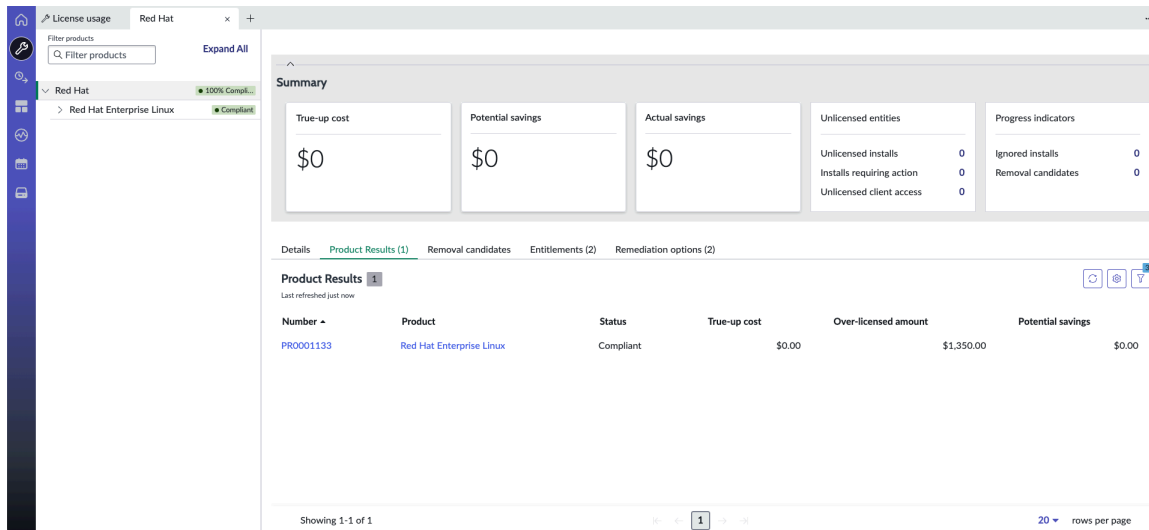 License usage
Red Hat
Filter products
Filter products
Expand All
Red Hat
100% Compli...
Red Hat Enterprise Linux
Compliant
Summary
True-up cost
$0
Potential savings
$0
Actual savings
$0
Unlicensed entities
Unlicensed installs 0
Installs requiring action 0
Unlicensed client access 0
Progress indicators
Ignored installs 0
Removal candidates 0
Details Product Results (1) Removal candidates Entitlements (2) Remediation options (2)
Product Results 1
Last refreshed just now
Number Product Status True-up cost Over-licensed amount Potential savings
PR0001133 Red Hat Enterprise Linux Compliant $0.00 $1,350.00 $0.00
Showing 1-1 of 1
1
20 rows per page